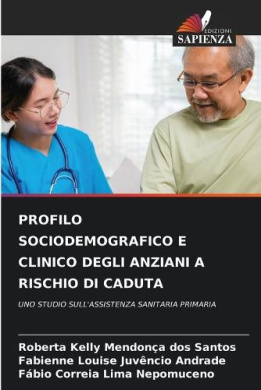 EDIZIONI
SAPIENZA
PROFILO
SOCIODEMOGRAFICO E
CLINICO DEGLI ANZIANI A
RISCHIO DI CADUTA
UNO STUDIO SULL'ASSISTENZA SANITARIA PRIMARIA
Roberta Kelly Mendonça dos Santos
Fabienne Louise Juvêncio Andrade
Fábio Correia Lima Nepomuceno